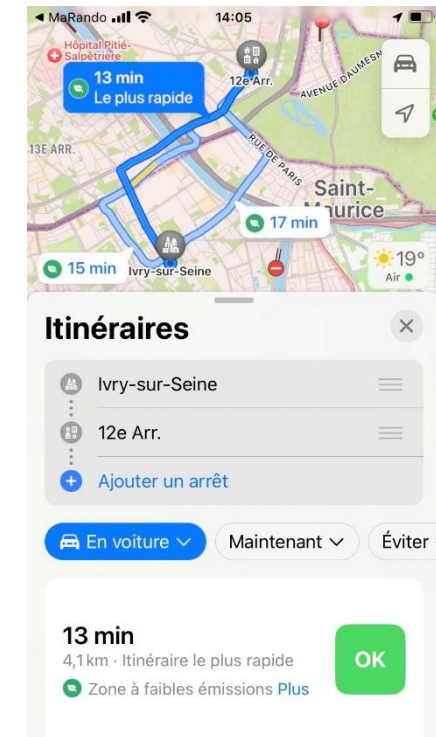 MaRando
14:05
Hôpital Pitié-
Salpêtrière
13 min
Le plus rapide
12e Arr.
AVENUE DAUMESN
13E ARR.
RUE DE PARIS
Saint-
Maurice
17 min
15 min
Ivry-sur-Seine
19°
Air
Itinéraires
Ivry-sur-Seine
12e Arr.
Ajouter un arrêt
En voiture
Maintenant
Éviter
13 min
4,1 km · Itinéraire le plus rapide
OK
Zone à faibles émissions Plus